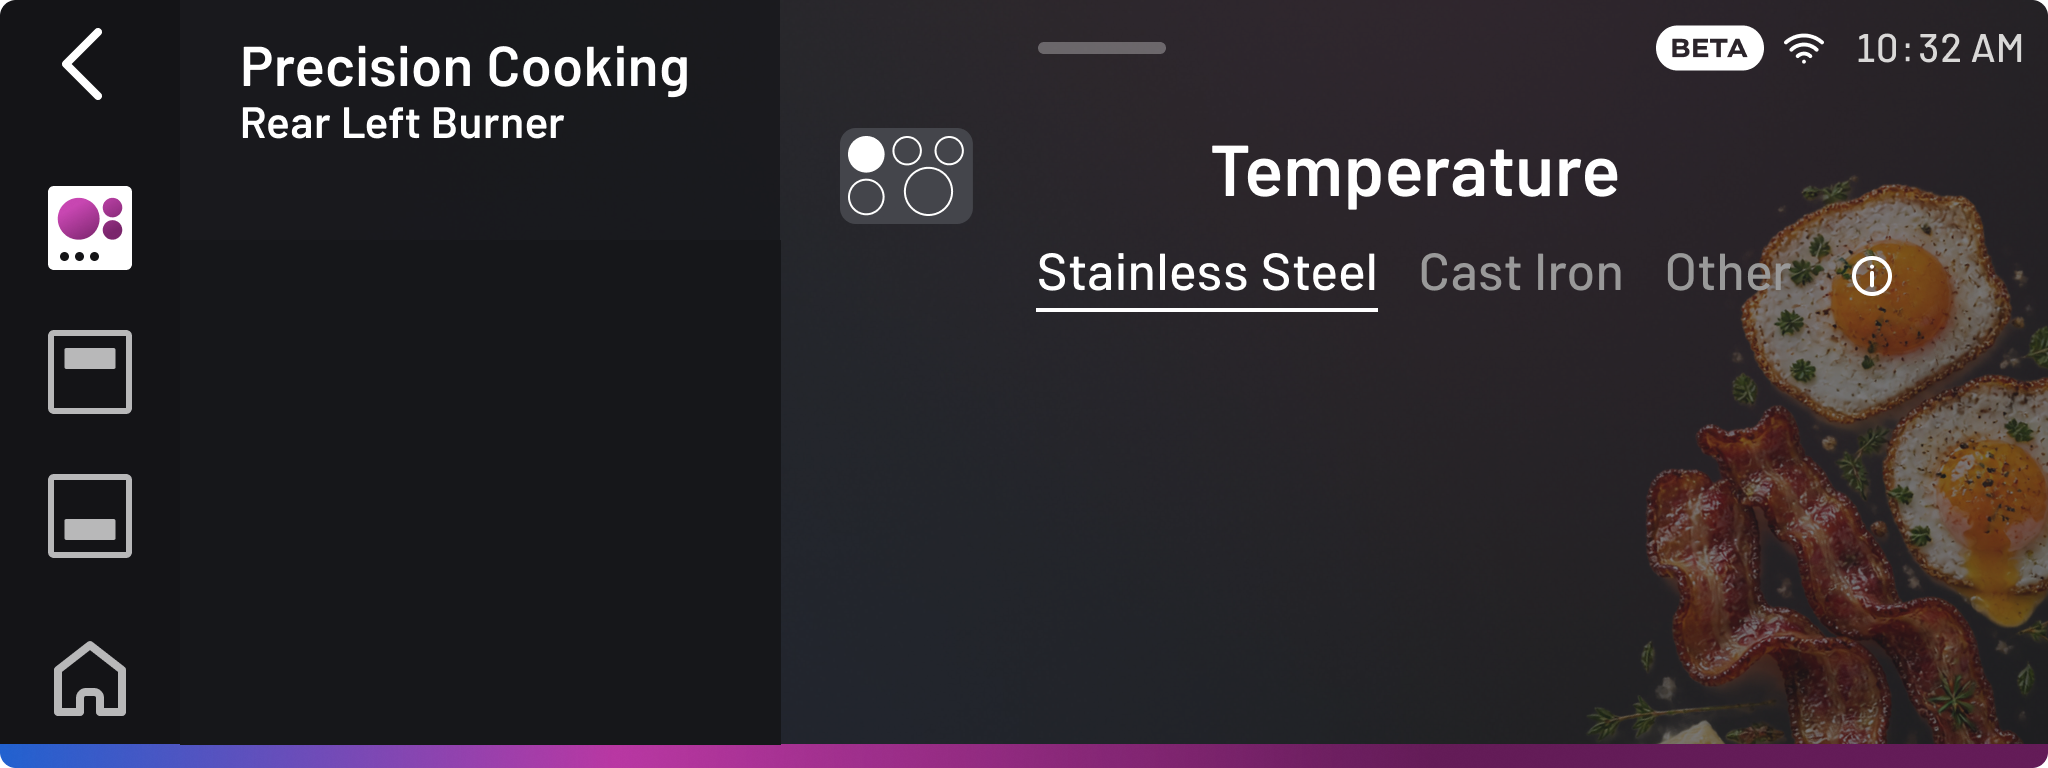 Precision Cooking
Rear Left Burner
BETA
10:32 AM
Temperature
Stainless Steel
Cast Iron
Other